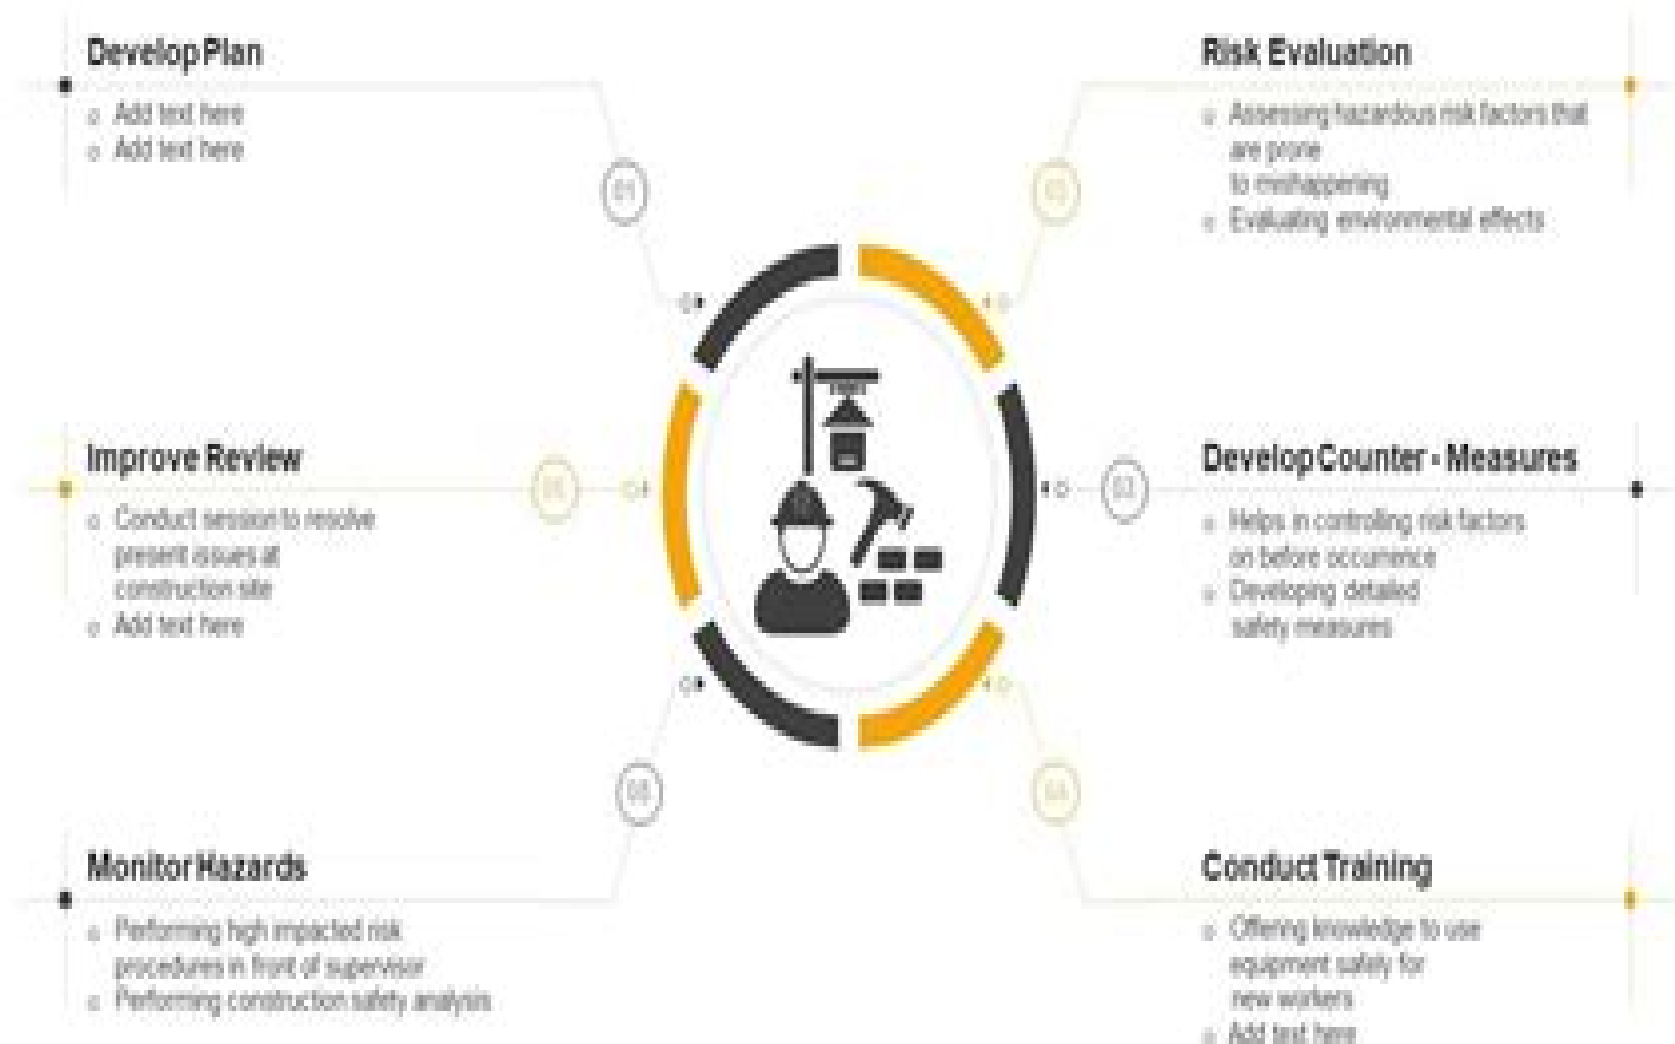 Develop Plan
Add text here
Add text here
01
Risk Evaluation
Assessing hazardous risk factors that
are prone
to mishappening
Evaluating environmental effects
Develop Counter - Measures
Helps in controlling risk factors
on before occurrence
Developing detailed
safety measures
Conduct Training
Offering knowledge to use
equipment safely for
new workers
Add text here
Monitor Hazards
Performing high impacted risk
procedures in front of supervisor
Performing construction safety analysis
Improve Review
Conduct session to resolve
present issues at
construction site
Add text here